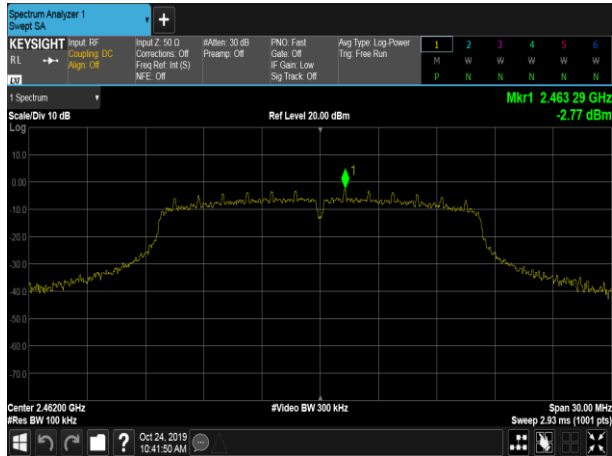 Spectrum Analyzer 1
Swept SA
+
KEYSIGHT Input: RF Input Z: 50 Ω #Atten: 30 dB PNO: Fast Avg Type: Log-Power 1 2 3 4 5 6
RL Coupling: DC Corrections: Off Preamp: Off Gate: Off Trig: Free Run M W W W W W
Align: Off Freq Ref: Int (S) IF Gain: Low
LXI NFE: Off Sig Track: Off P N N N N N
1 Spectrum
Mkr1 2.463 29 GHz
Scale/Div 10 dB Ref Level 20.00 dBm -2.77 dBm
Log
10.0
1
0.00
-10.0
-20.0
-30.0
-40.0
-50.0
-60.0
-70.0
Center 2.46200 GHz #Video BW 300 kHz Span 30.00 MHz
#Res BW 100 kHz Sweep 2.93 ms (1001 pts)
? Oct 24, 2019
10:41:50 AM